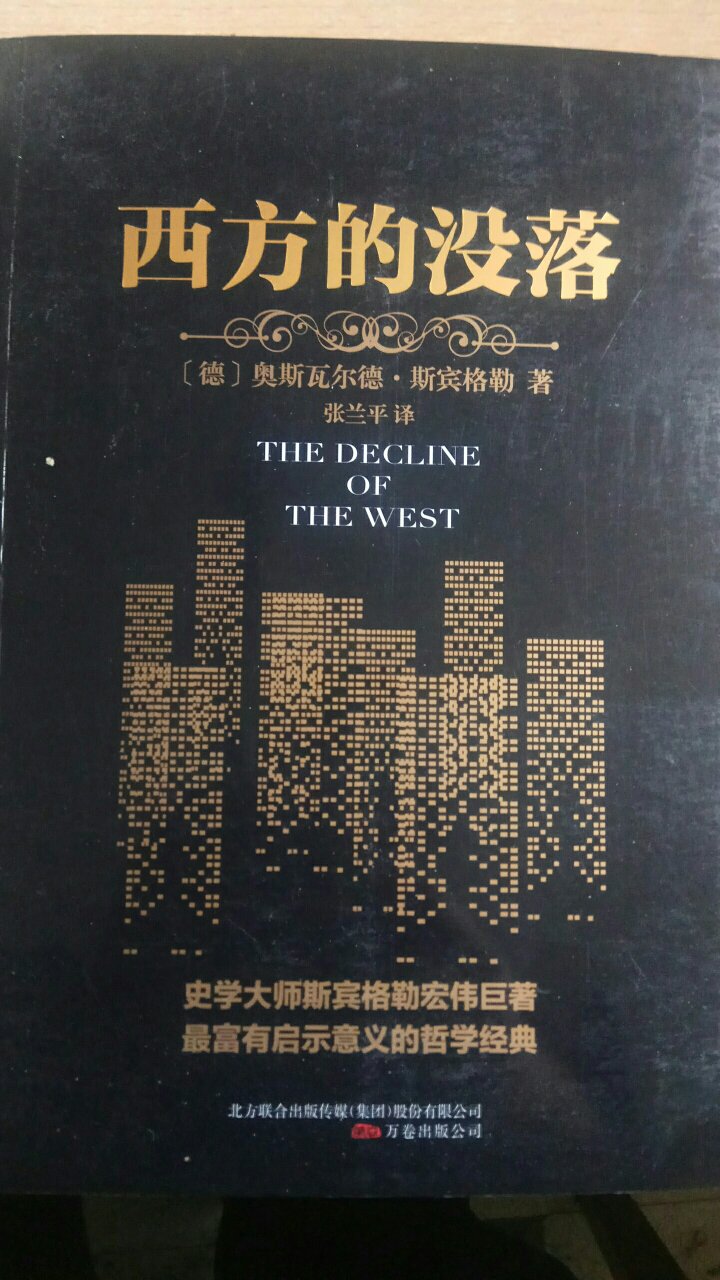 西方的没落
〔德〕奥斯瓦尔德·斯宾格勒 著
张兰平 译
THE DECLINE
OF
THE WEST
史学大师斯宾格勒宏伟巨著
最富有启示意义的哲学经典
北方联合出版传媒(集团)股份有限公司
万卷出版公司